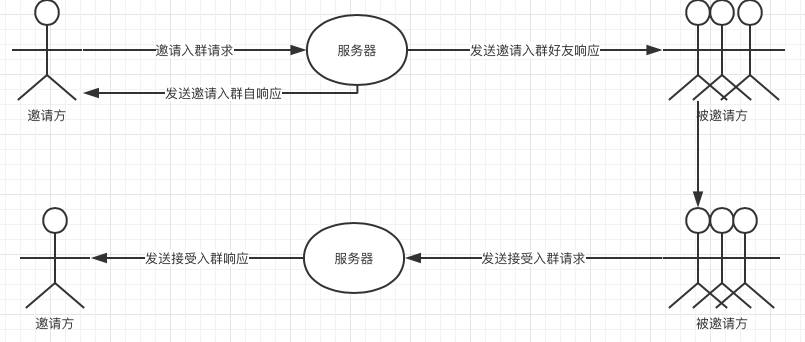 邀请入群请求
服务器
发送邀请入群好友响应
发送邀请入群自响应
邀请方
被邀请方
发送接受入群响应
服务器
发送接受入群请求
邀请方
被邀请方